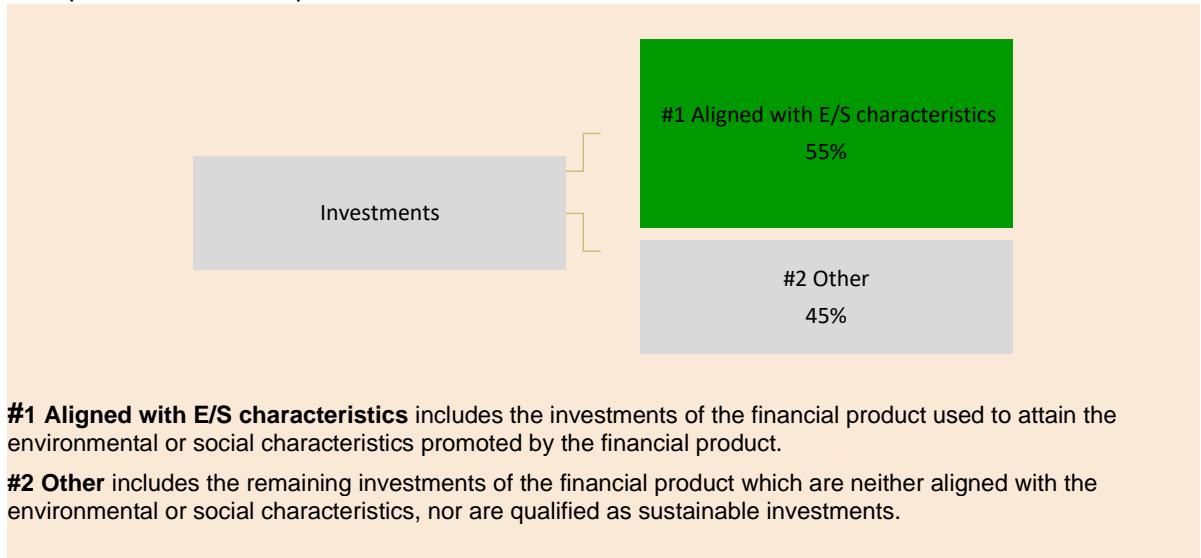 #1 Aligned with E/S characteristics
55%
Investments
#2 Other
45%
#1 Aligned with E/S characteristics includes the investments of the financial product used to attain the
environmental or social characteristics promoted by the financial product.
#2 Other includes the remaining investments of the financial product which are neither aligned with the
environmental or social characteristics, nor are qualified as sustainable investments.